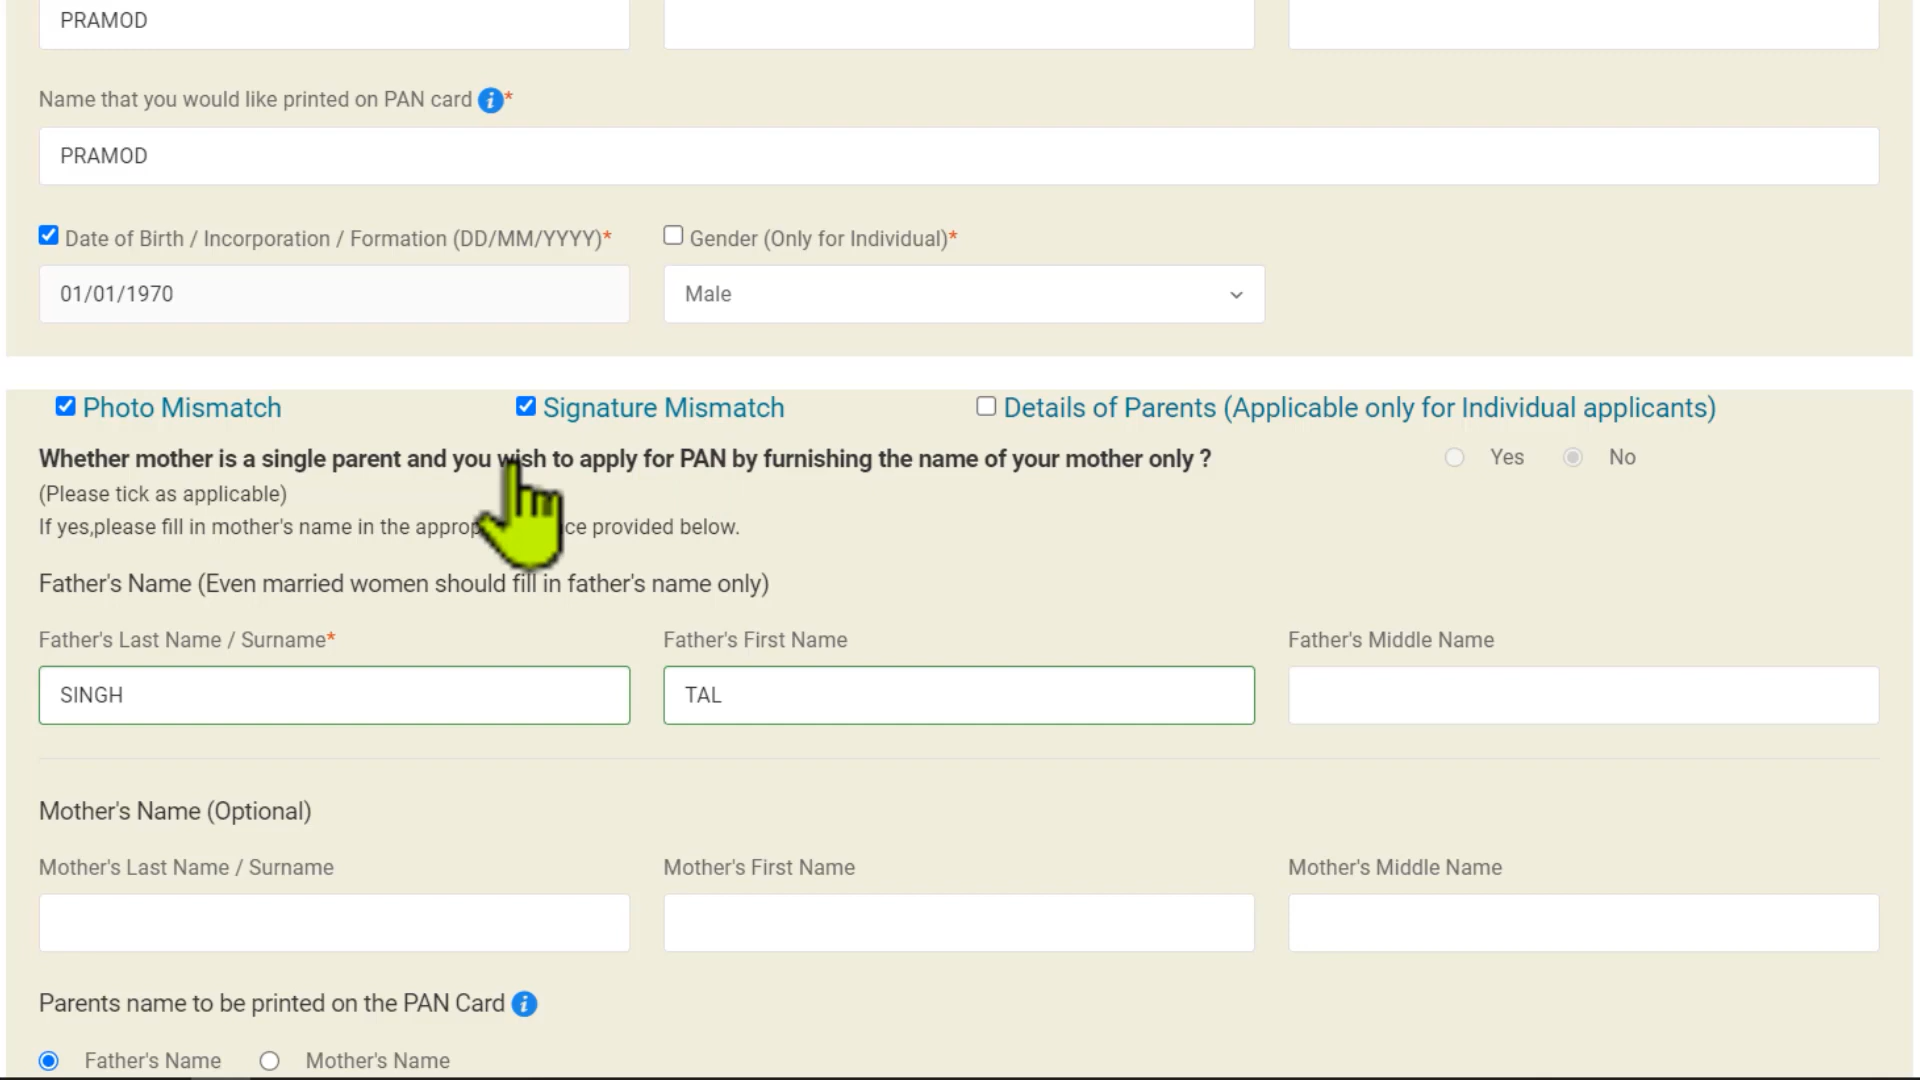 PRAMOD
Name that you would like printed on PAN card i*
PRAMOD
Date of Birth / Incorporation / Formation (DD/MM/YYYY)* Gender (Only for Individual)*
01/01/1970 Male
Photo Mismatch Signature Mismatch Details of Parents (Applicable only for Individual applicants)
Whether mother is a single parent and you wish to apply for PAN by furnishing the name of your mother only ? Yes No
(Please tick as applicable)
If yes,please fill in mother's name in the provided below.
Father's Name (Even married women should fill in father's name only)
Father's Last Name / Surname* Father's First Name Father's Middle Name
SINGH TAL
Mother's Name (Optional)
Mother's Last Name / Surname Mother's First Name Mother's Middle Name
Parents name to be printed on the PAN Card i
Father's Name Mother's Name